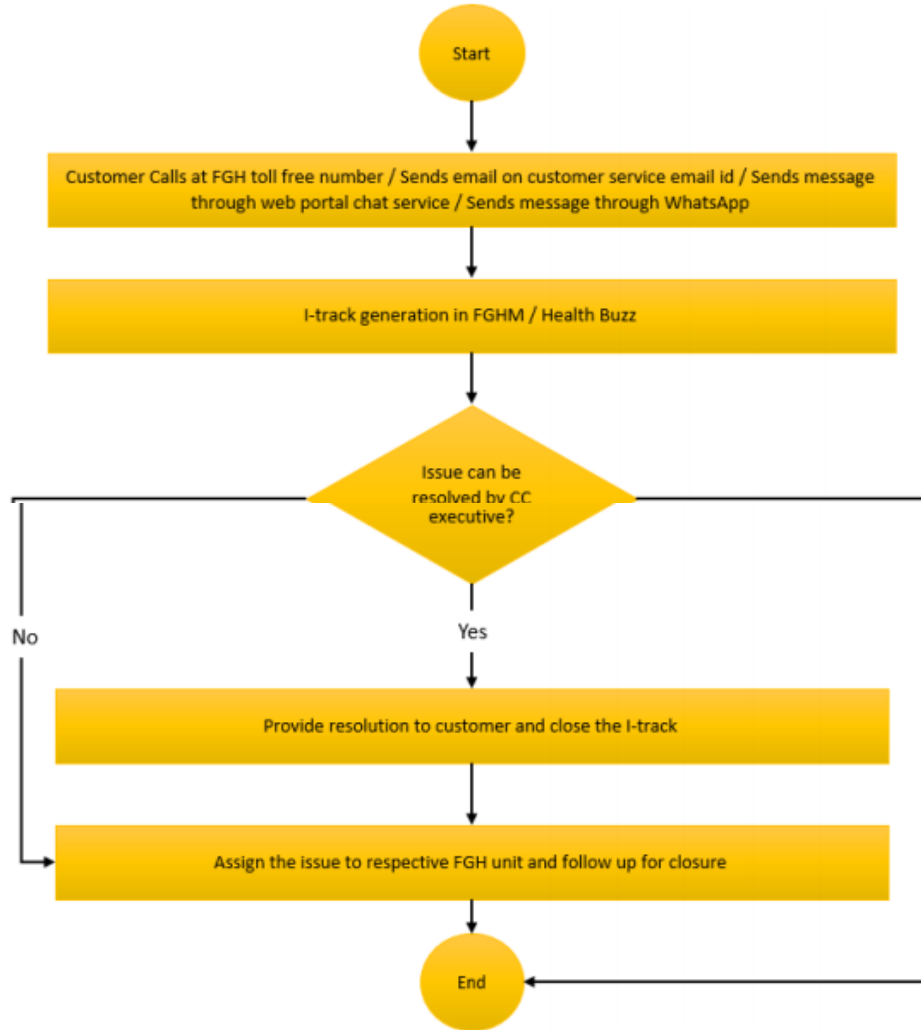 Start
Customer Calls at FGH toll free number / Sends email on customer service email id / Sends message
through web portal chat service / Sends message through WhatsApp
I-track generation in FGHM / Health Buzz
Issue can be
resolved by CC
executive?
No
Yes
Provide resolution to customer and close the I-track
Assign the issue to respective FGH unit and follow up for closure
End